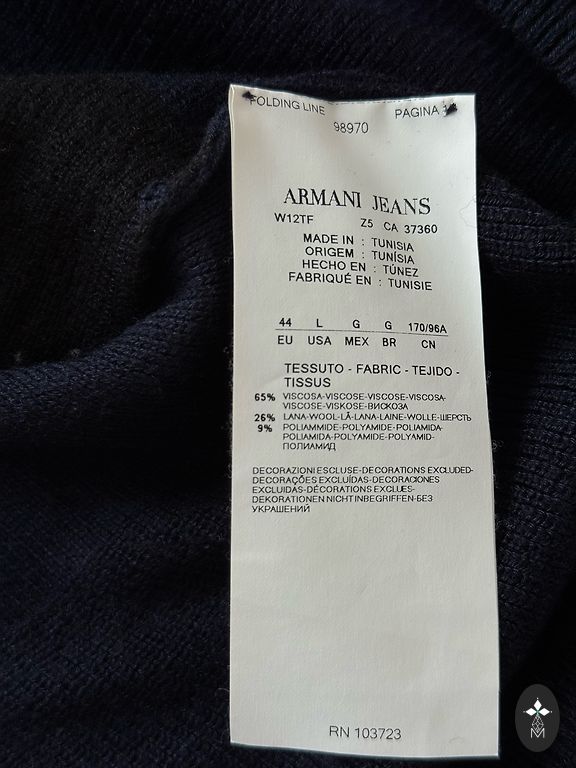 FOLDING LINE PAGINA
98970
ARMANI JEANS
W12TF Z5 CA 37360
MADE IN : TUNISIA
ORIGEM : TUNÍSIA
HECHO EN : TÚNEZ
FABRIQUÉ EN : TUNISIE
44 L G G 170/96A
EU USA MEX BR CN
TESSUTO - FABRIC - TEJIDO -
TISSUS
65% VISCOSA-VISCOSE-VISCOSE-VISCOSA-
VISCOSE-VISKOSE-ВИСКОЗА
26% LANA-WOOL-LÃ-LANA-LAINE-WOLLE-ШЕРСТЬ
9% POLIAMMIDE-POLYAMIDE-POLIAMIDA-
POLIAMIDA-POLYAMIDE-POLYAMID-
ПОЛИАМИД
DECORAZIONI ESCLUSE-DECORATIONS EXCLUDED-
DECORAÇÕES EXCLUÍDAS-DECORACIONES
EXCLUIDAS-DÉCORATIONS EXCLUES-
DEKORATIONEN NICHT INBEGRIFFEN-БЕЗ
УКРАШЕНИЙ
RN 103723
M